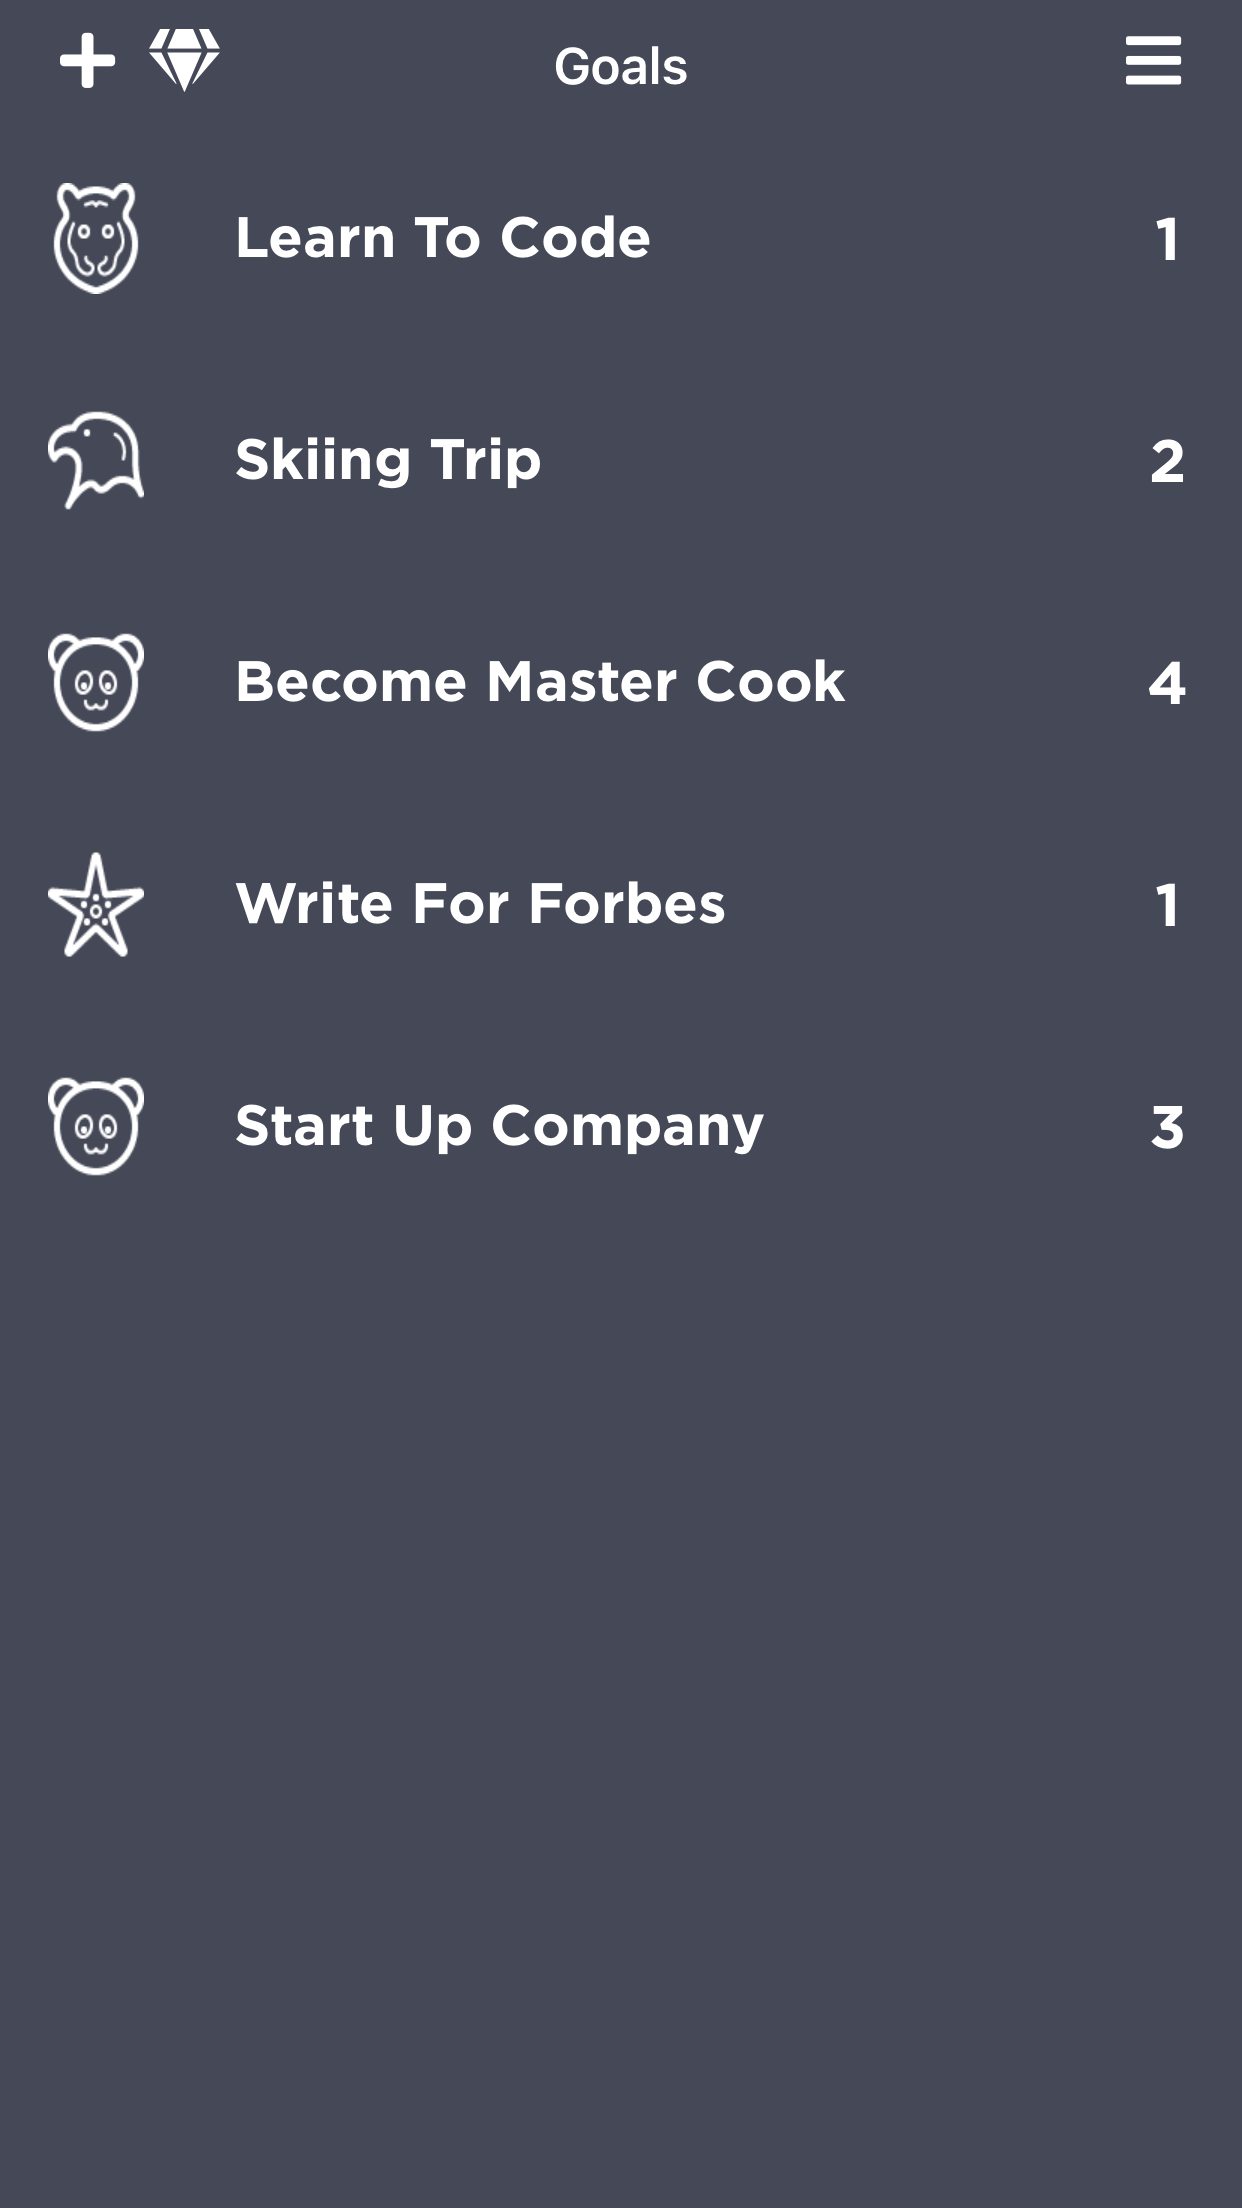 Goals
Learn To Code 1
Skiing Trip 2
Become Master Cook 4
Write For Forbes 1
Start Up Company 3